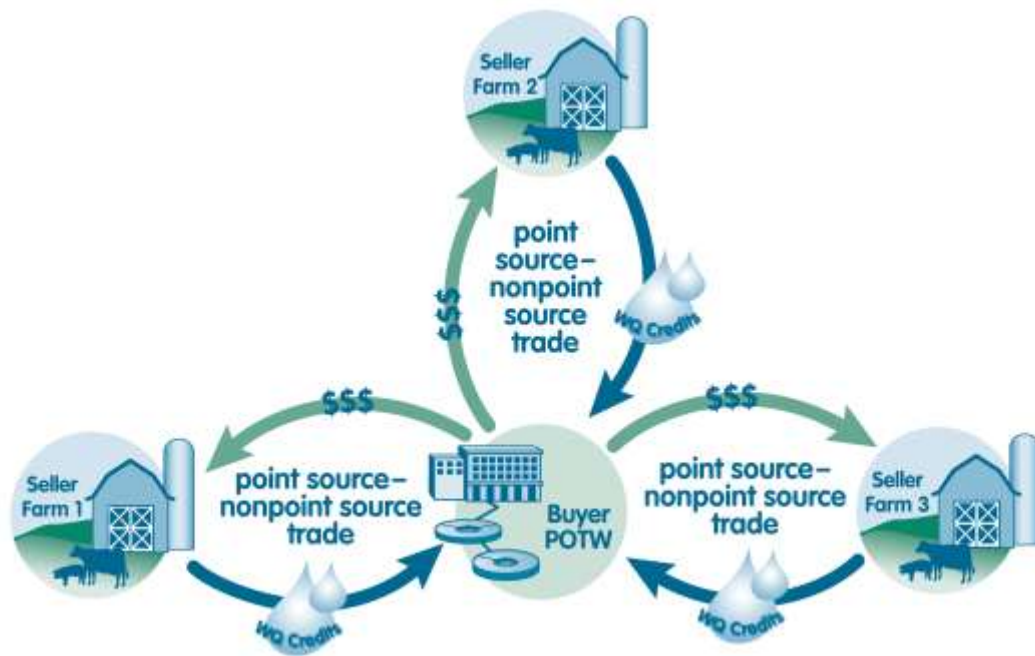 Seller
Farm 2
point
source–
nonpoint
source
trade
$$$
WQ Credits
$$$
Seller
Farm 1
point source–
nonpoint source
trade
WQ Credits
Buyer
POTW
$$$
point source–
nonpoint source
trade
Seller
Farm 3
WQ Credits